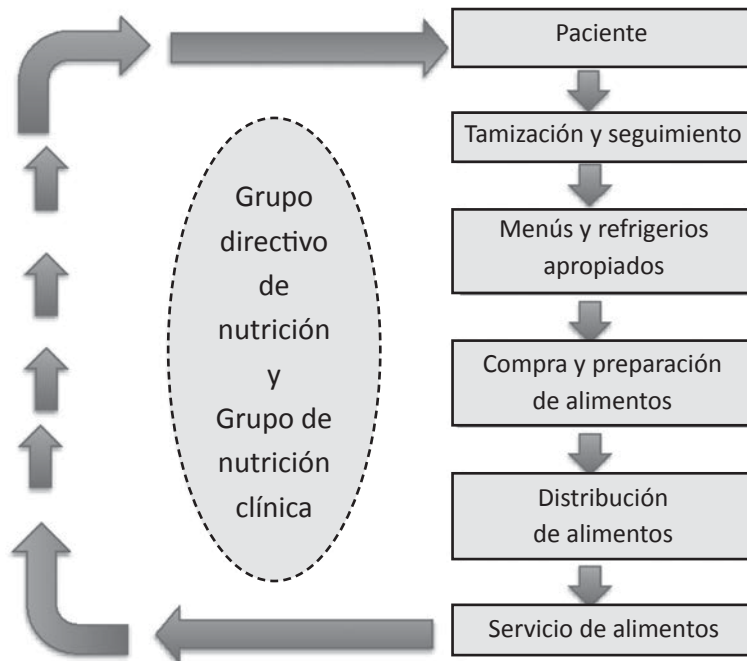 Paciente
Tamización y seguimiento
Menús y refrigerios
apropiados
Compra y preparación
de alimentos
Distribución
de alimentos
Servicio de alimentos
Grupo
directivo
de
nutrición
y
Grupo de
nutrición
clínica